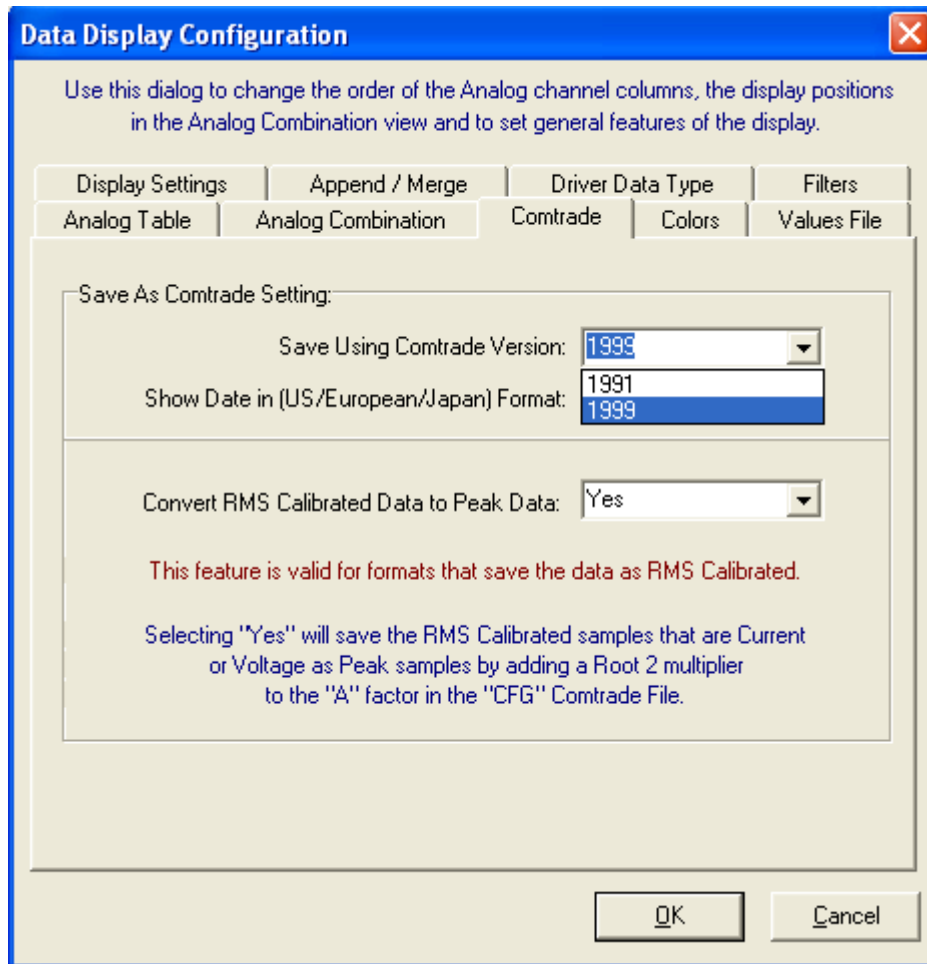 Data Display Configuration
Use this dialog to change the order of the Analog channel columns, the display positions
in the Analog Combination view and to set general features of the display.
Display Settings Append / Merge Driver Data Type Filters
Analog Table Analog Combination Comtrade Colors Values File
Save As Comtrade Setting:
Save Using Comtrade Version: 1999
1991
Show Date in (US/European/Japan) Format:
1999
Convert RMS Calibrated Data to Peak Data: Yes
This feature is valid for formats that save the data as RMS Calibrated.
Selecting "Yes" will save the RMS Calibrated samples that are Current
or Voltage as Peak samples by adding a Root 2 multiplier
to the "A" factor in the "CFG" Comtrade File.
OK Cancel